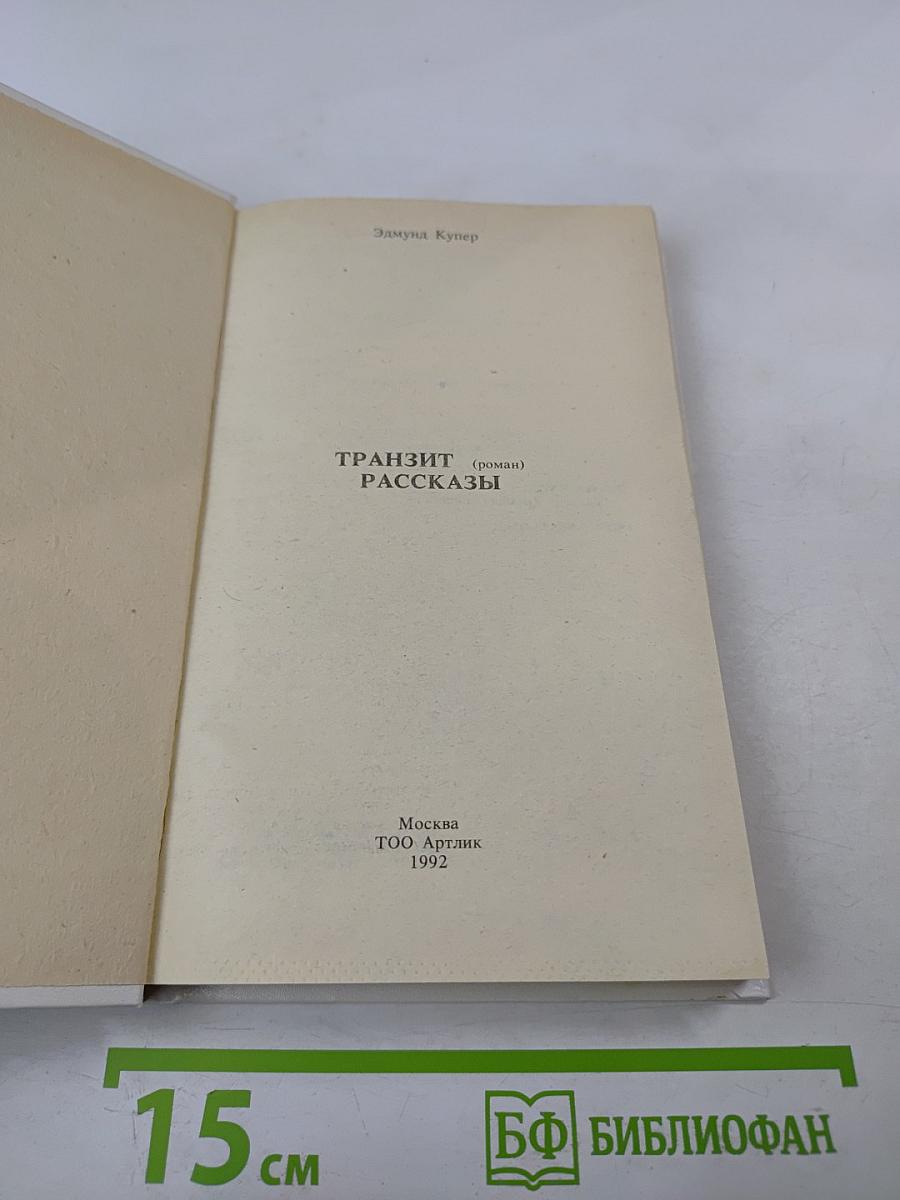 Эдмунд Купер
ТРАНЗИТ (роман)
РАССКАЗЫ
Москва
ТОО Артлик
1992
15 см
БФ БИБЛИОФАН